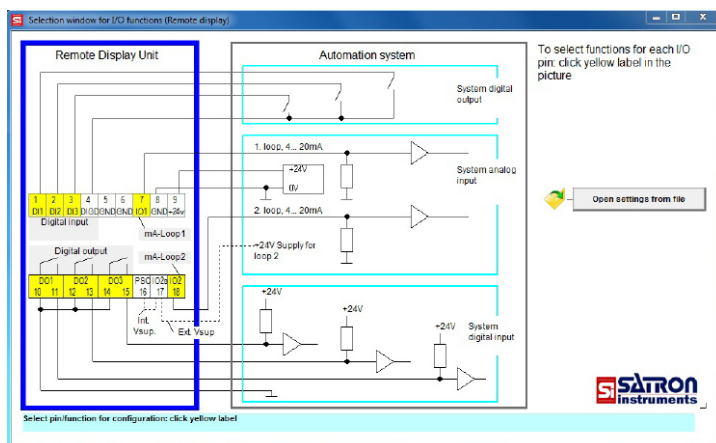 Selection window for I/O functions (Remote display)
Remote Display Unit
Automation system
To select functions for each I/O
pin: click yellow label in the
picture
System digital
output
1. loop, 4... 20mA
+24V
0V
System analog
input
2. loop, 4... 20mA
1 2 3 4 5 6 7 8 9
DI1 DI2 DI3 DIGD GND GND IO1 GND +24v
Digital input
mA-Loop1
Open settings from file
+24V Supply for
loop 2
Digital output
mA-Loop2
DO1 DO2 DO3 PSO IO2a IO2
10 11 12 13 14 15 16 17 18
Int.
Vsup.
Ext. Vsup
+24V
+24V
+24V
System
digital input
Si SATRON
instruments
Select pin/function for configuration: click yellow label